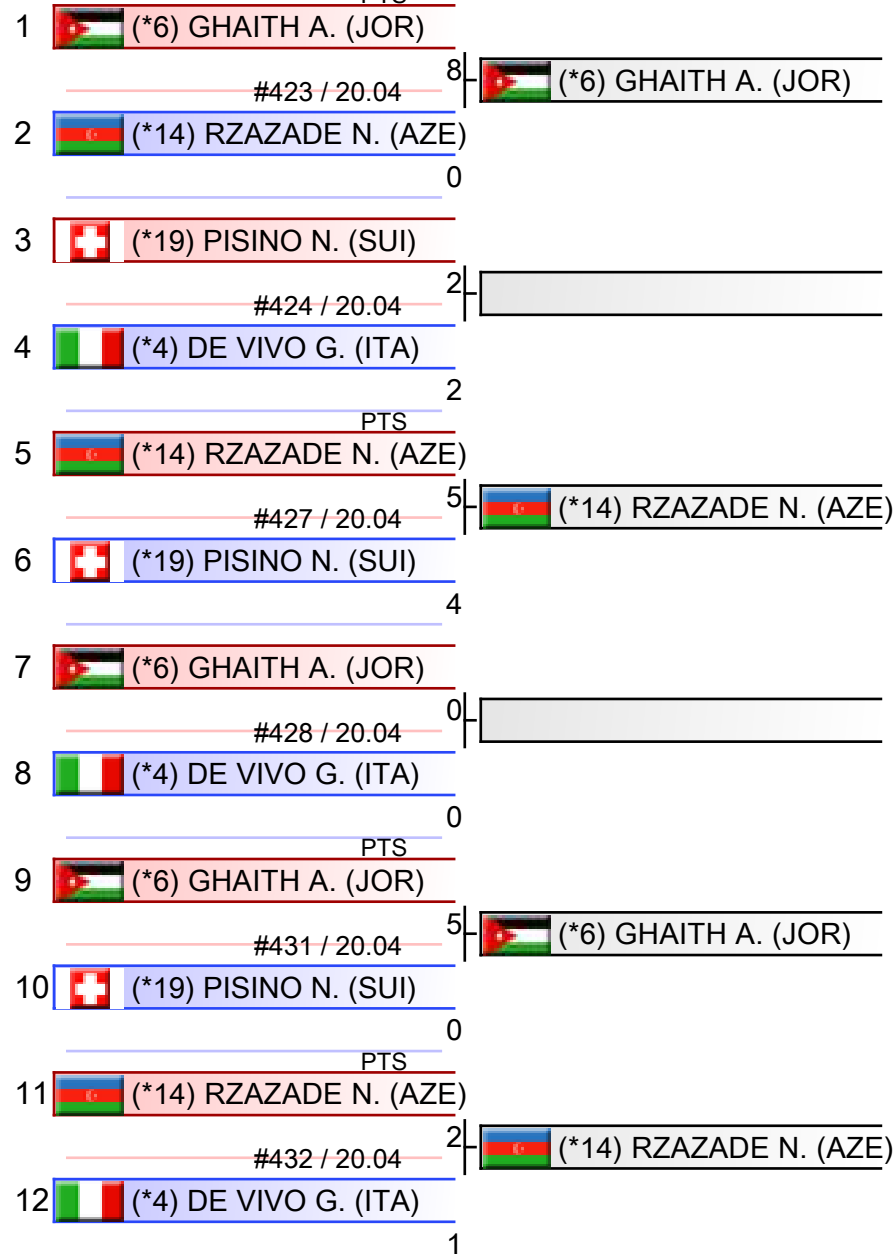 PTS
1 (*6) GHAITH A. (JOR)
8 (*6) GHAITH A. (JOR)
#423 / 20.04
2 (*14) RZAZADE N. (AZE)
0
3 (*19) PISINO N. (SUI)
2
#424 / 20.04
4 (*4) DE VIVO G. (ITA)
2
PTS
5 (*14) RZAZADE N. (AZE)
5 (*14) RZAZADE N. (AZE)
#427 / 20.04
6 (*19) PISINO N. (SUI)
4
7 (*6) GHAITH A. (JOR)
0
#428 / 20.04
8 (*4) DE VIVO G. (ITA)
0
PTS
9 (*6) GHAITH A. (JOR)
5 (*6) GHAITH A. (JOR)
#431 / 20.04
10 (*19) PISINO N. (SUI)
0
PTS
11 (*14) RZAZADE N. (AZE)
2 (*14) RZAZADE N. (AZE)
#432 / 20.04
12 (*4) DE VIVO G. (ITA)
1